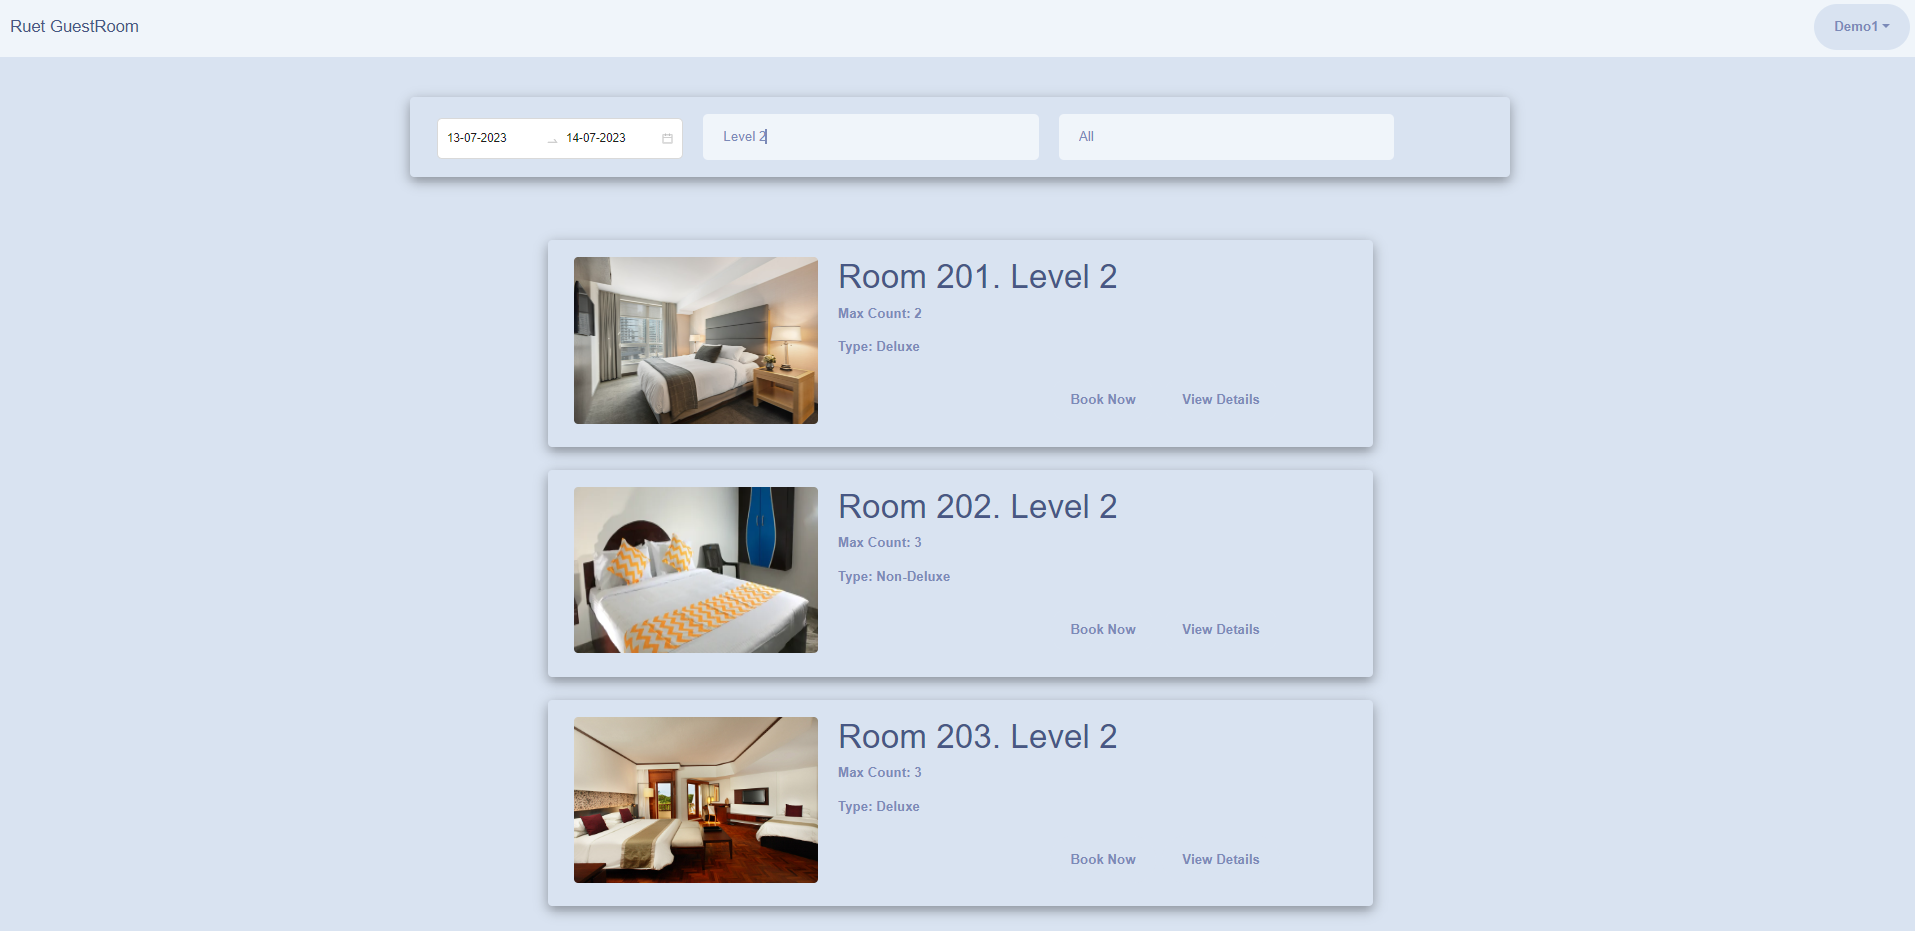 Ruet GuestRoom
Demo1
13-07-2023 14-07-2023 Level 2 All
Room 201. Level 2
Max Count: 2
Type: Deluxe
Book Now View Details
Room 202. Level 2
Max Count: 3
Type: Non-Deluxe
Book Now View Details
Room 203. Level 2
Max Count: 3
Type: Deluxe
Book Now View Details